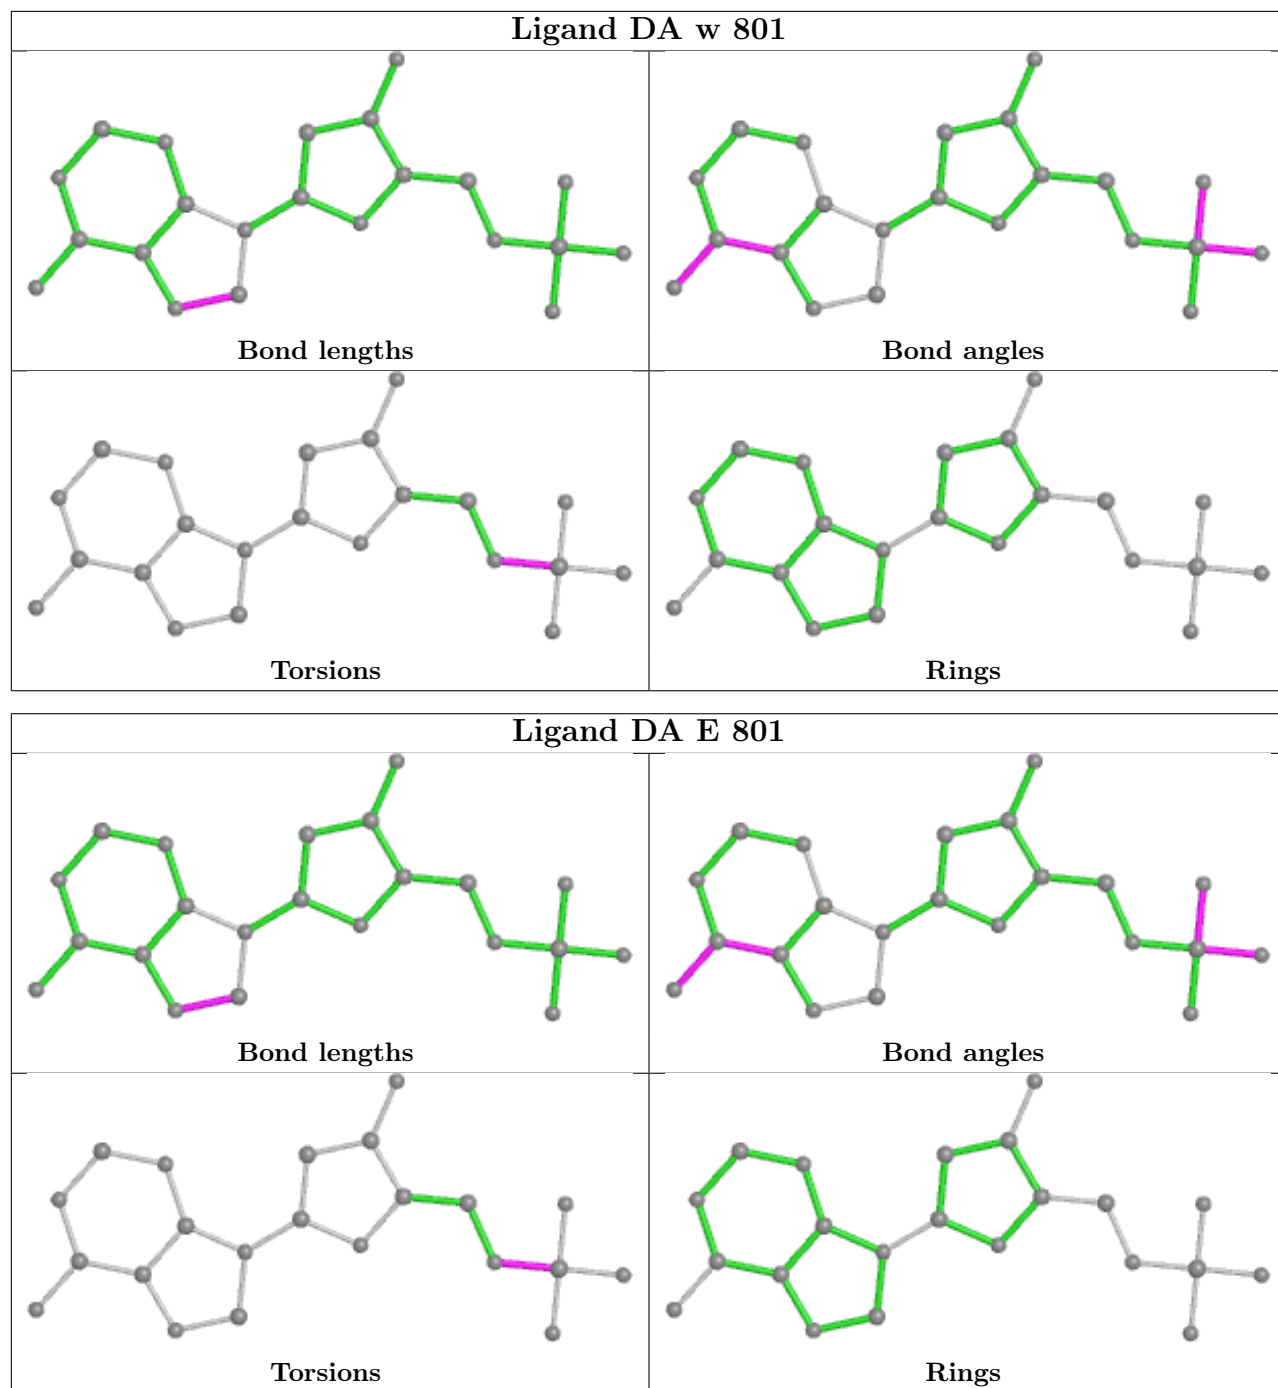 Ligand DA w 801
Bond lengths
Bond angles
Torsions
Rings
Ligand DA E 801
Bond lengths
Bond angles
Torsions
Rings